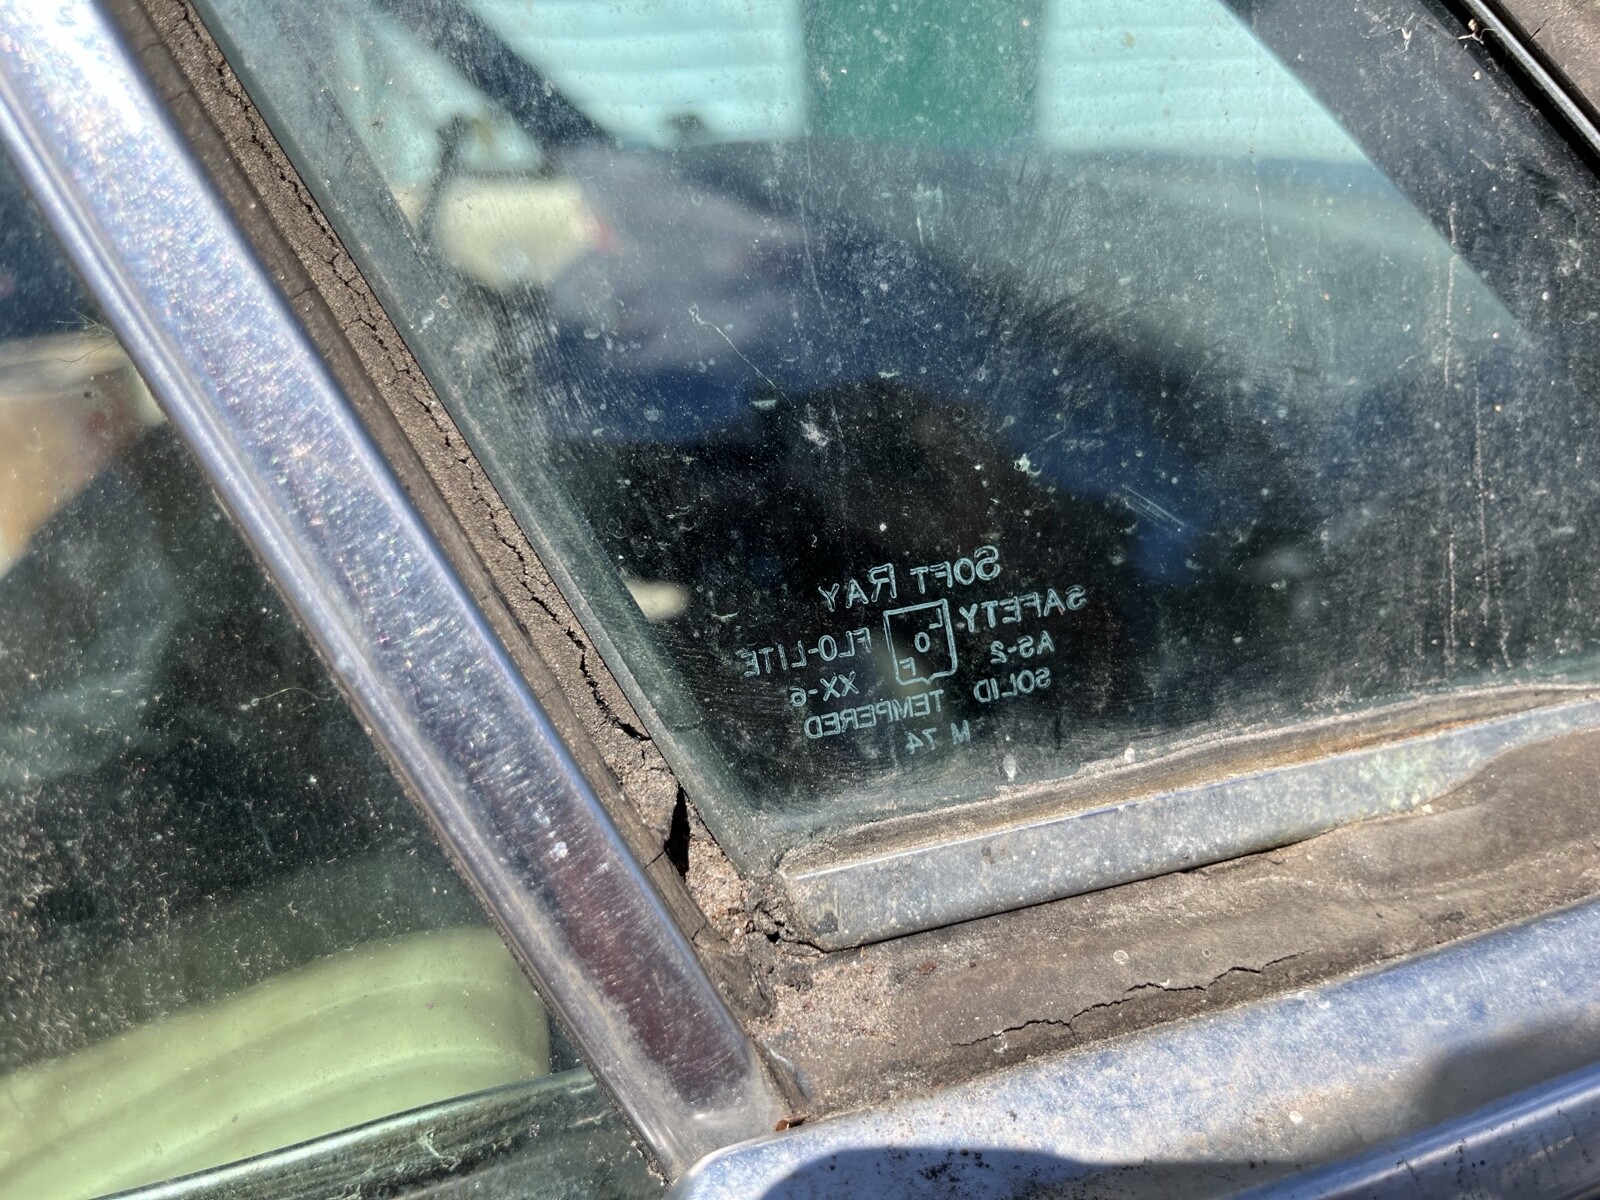 SOFT RAY
SAFETY FLO-LITE
L
O
F
AS-2 XX-6
SOLID TEMPERED
M 74